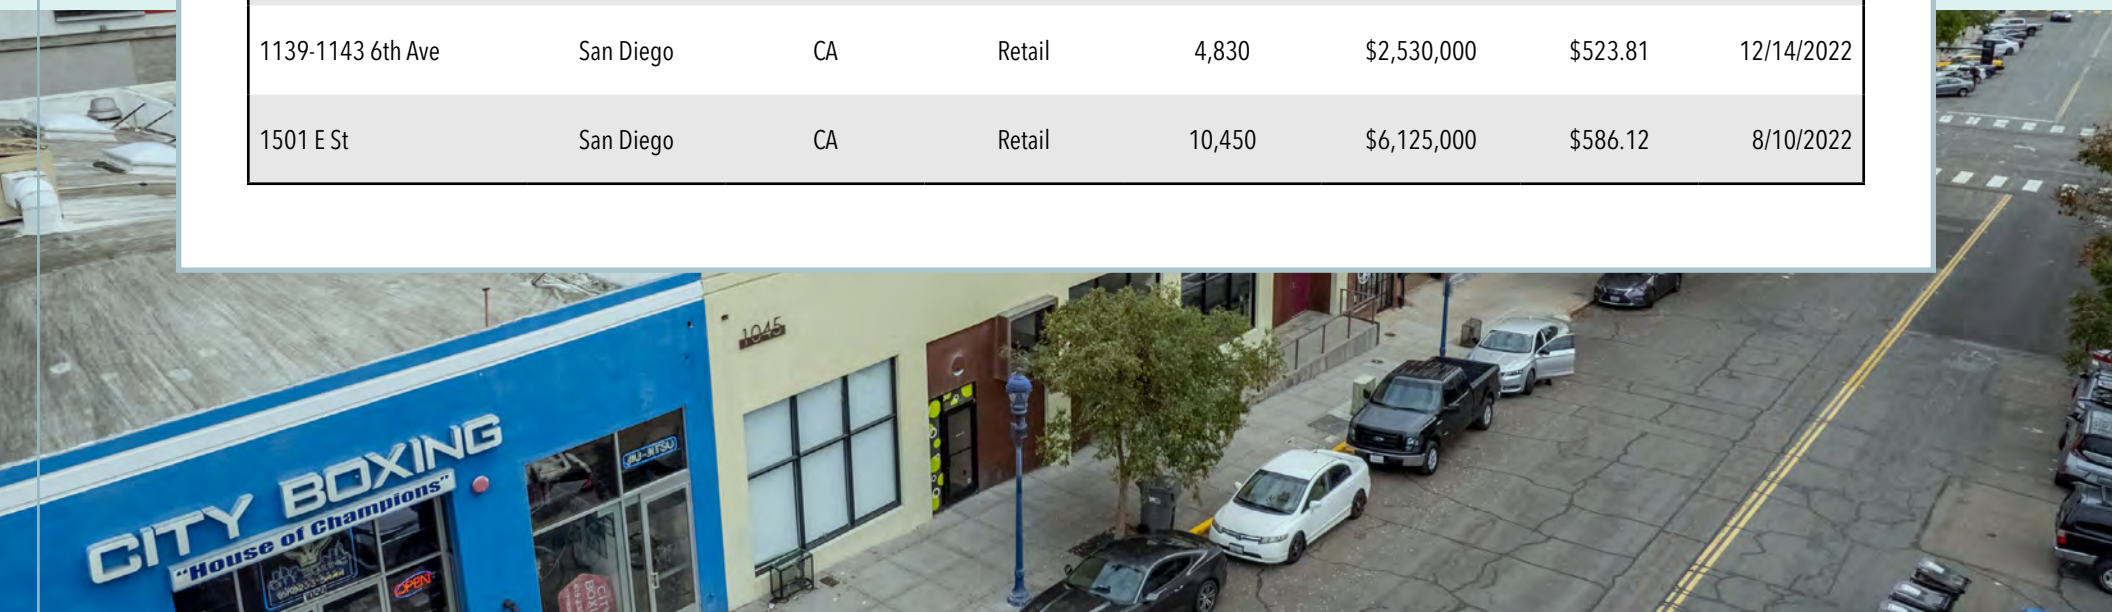 1139-1143 6th Ave San Diego CA Retail 4,830 $2,530,000 $523.81 12/14/2022
1501 E St San Diego CA Retail 10,450 $6,125,000 $586.12 8/10/2022
1045
JIU-JITSU
CITY BOXING
"House of Champions"
OPEN